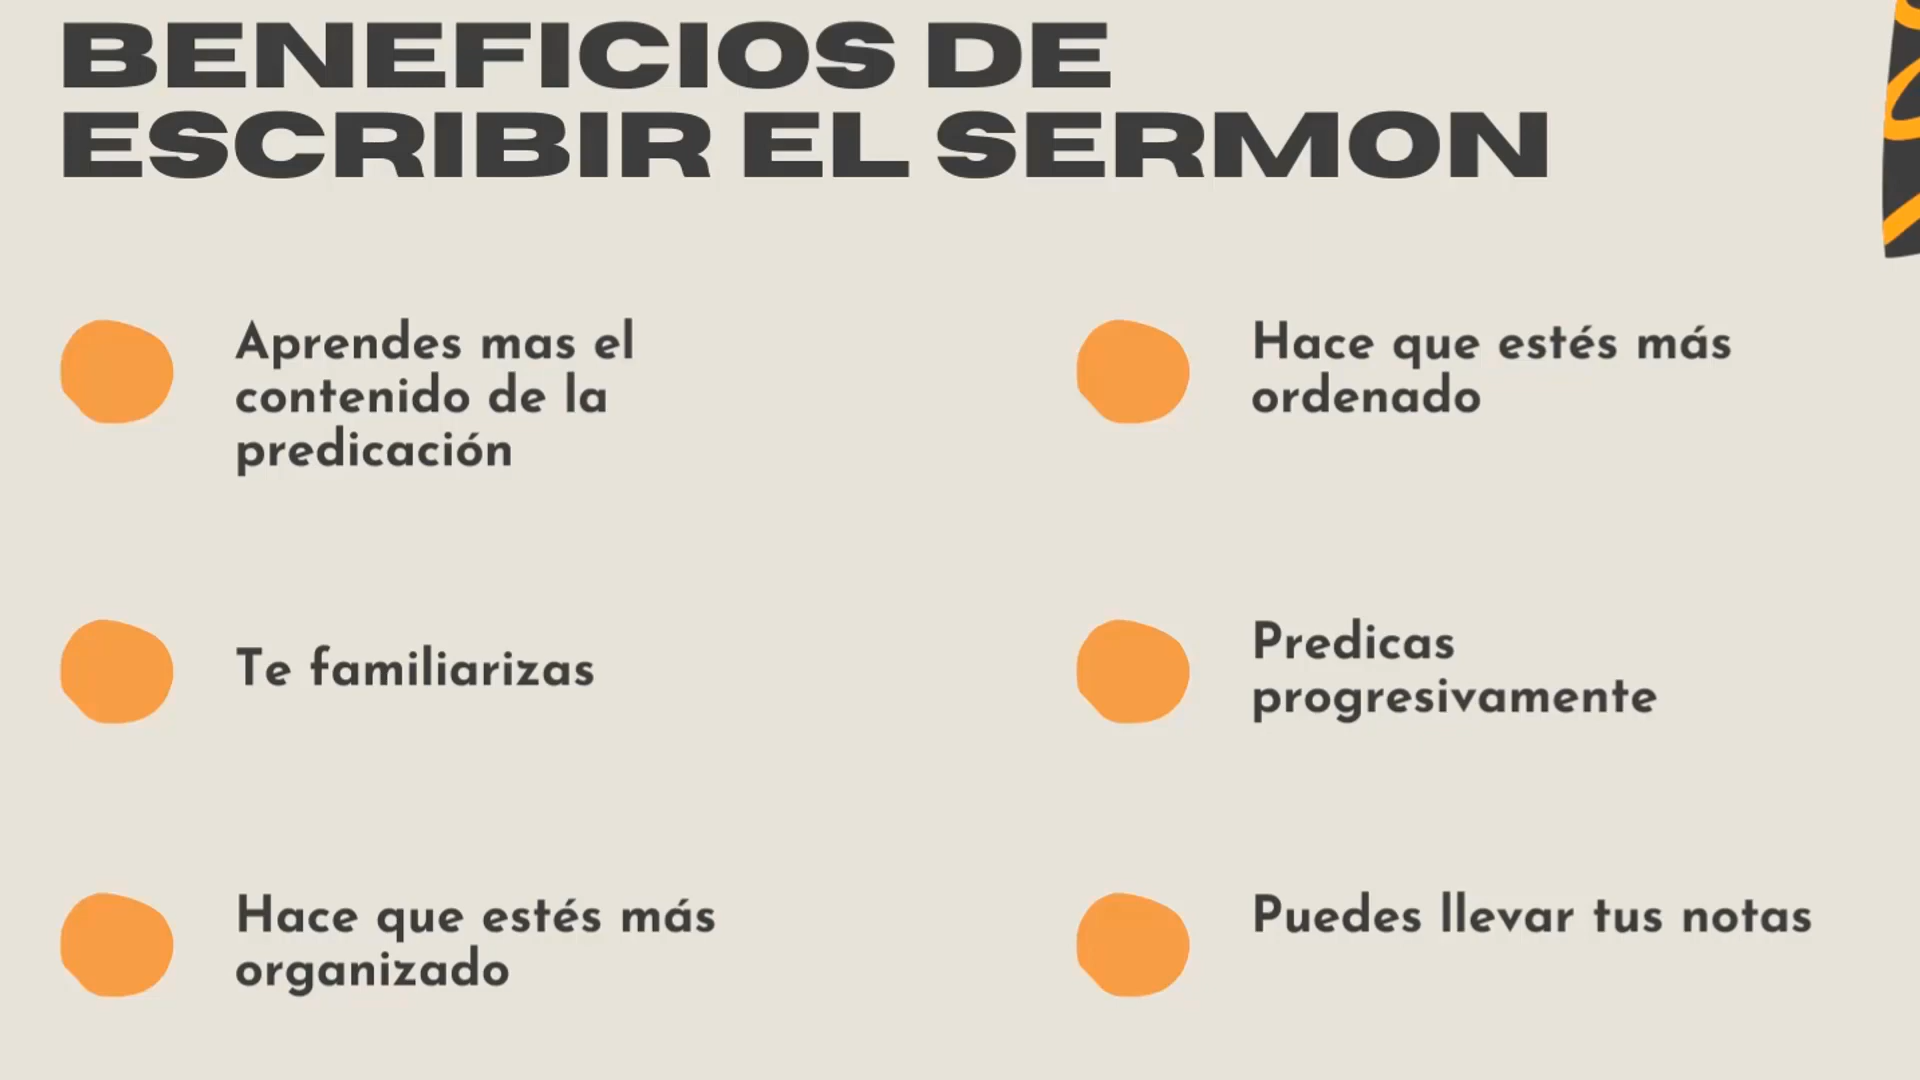 BENEFICIOS DE
ESCRIBIR EL SERMON
Aprendes mas el
contenido de la
predicación
Te familiarizas
Hace que estés más
organizado
Hace que estés más
ordenado
Predicas
progresivamente
Puedes llevar tus notas